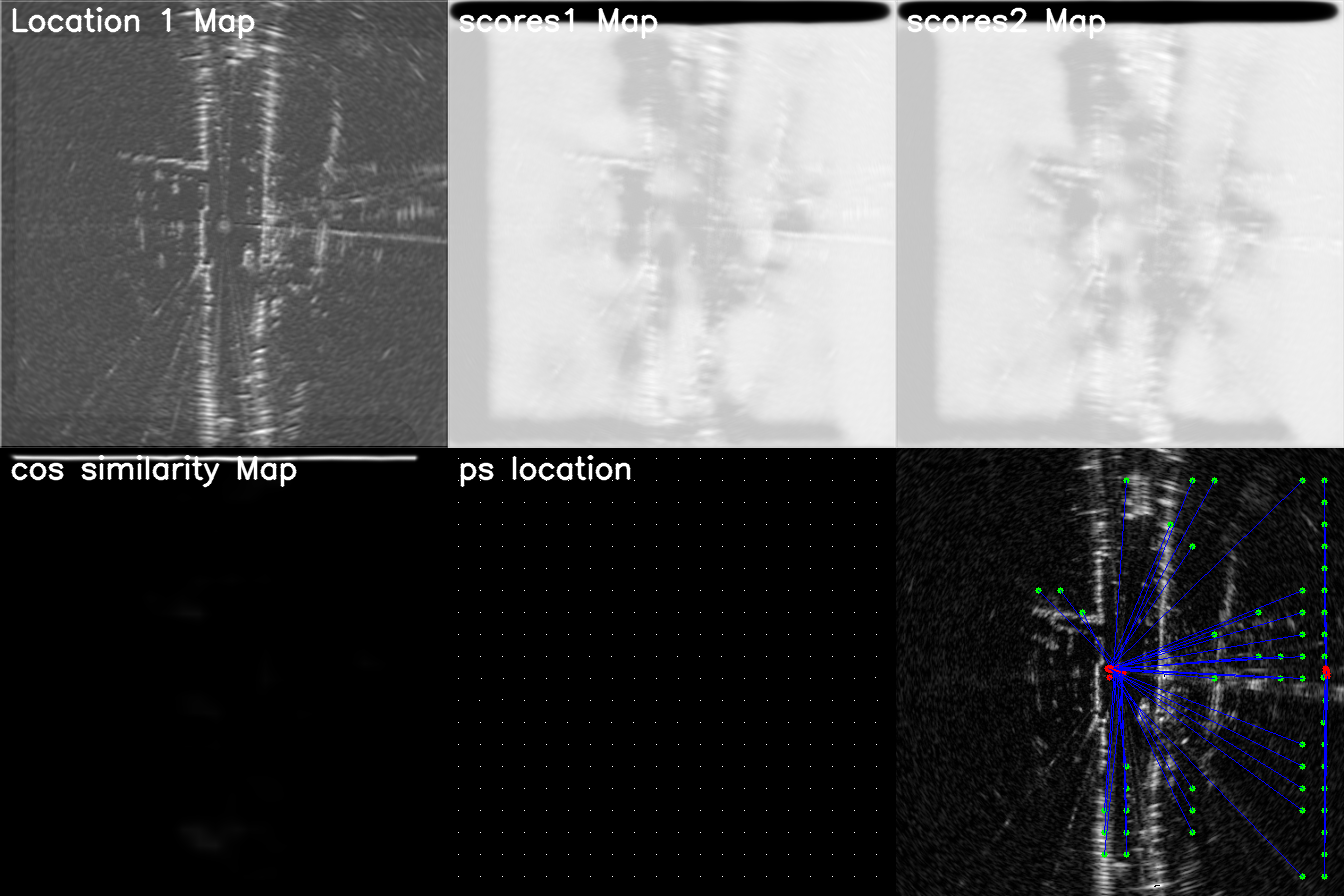 Location 1 Map
scores1 Map
scores2 Map
cos similarity Map
ps location